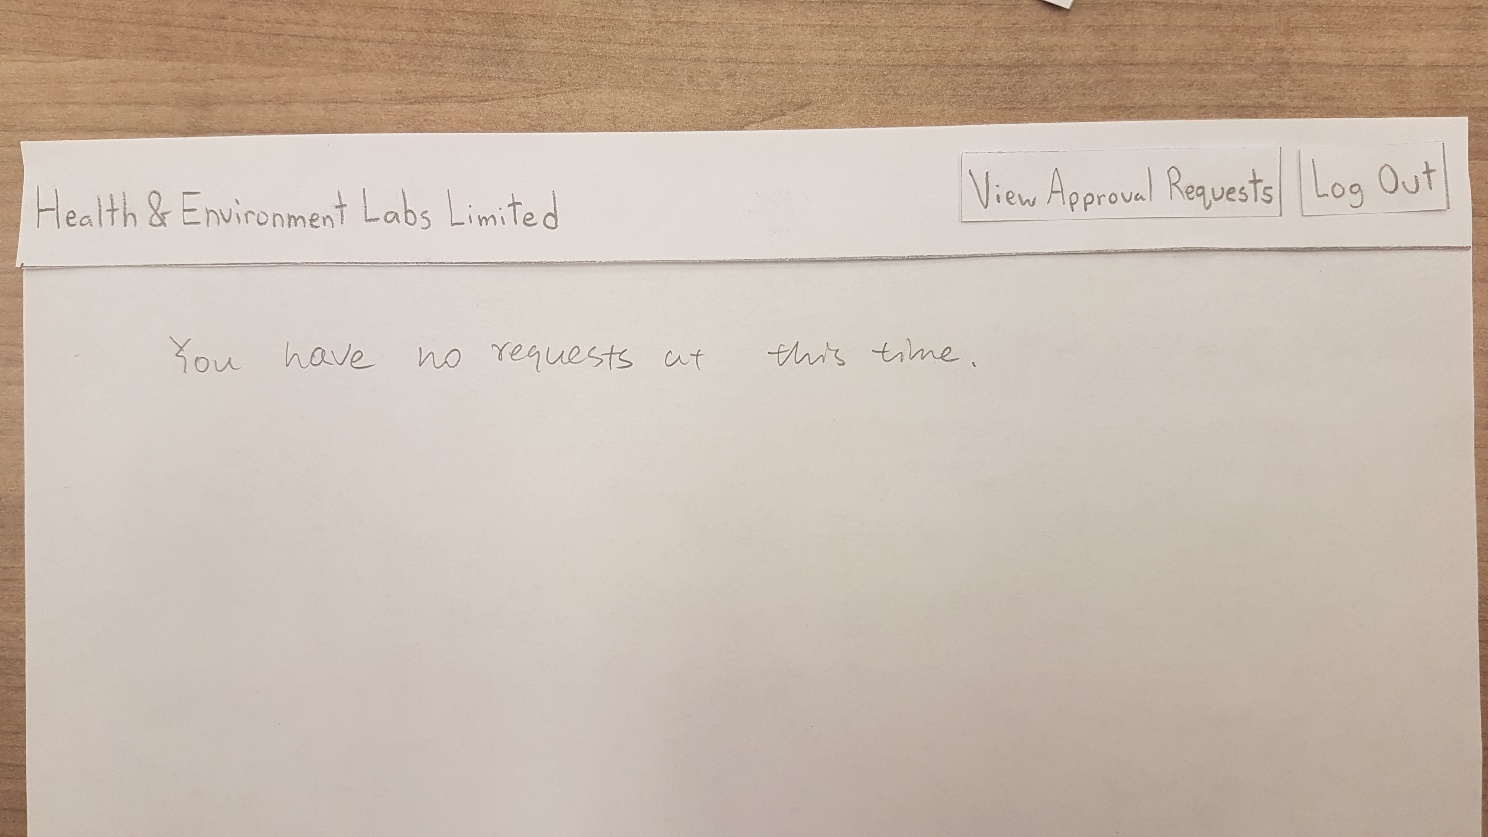 Health & Environment Labs Limited
View Approval Requests
Log Out
You have no requests at this time.